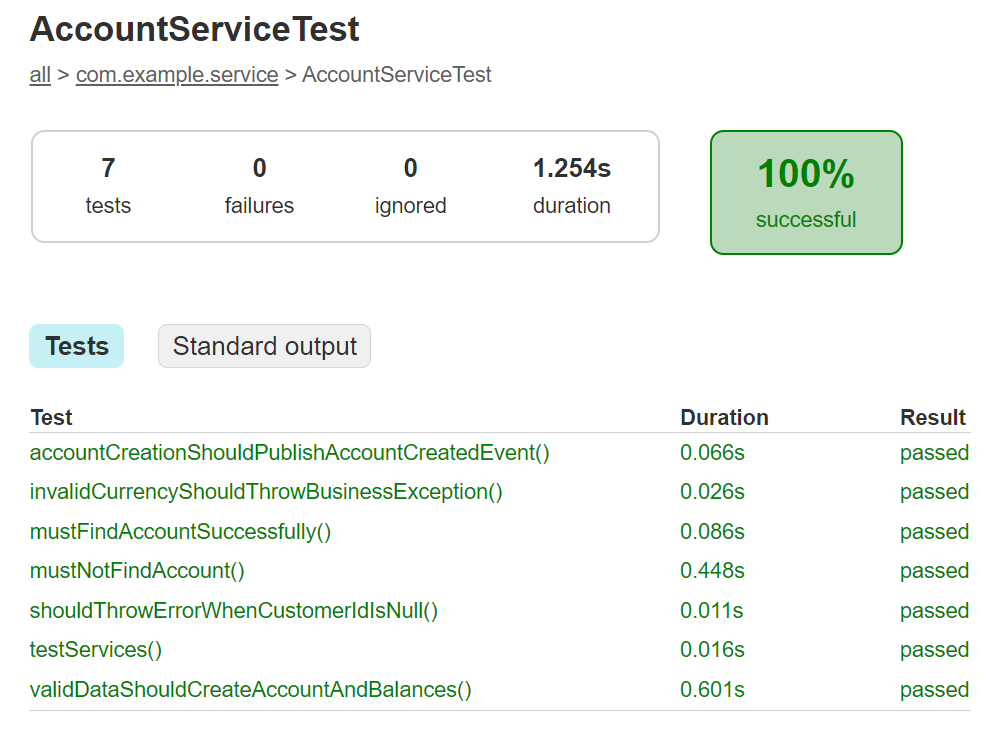 AccountServiceTest
all > com.example.service > AccountServiceTest
7 0 0 1.254s
tests failures ignored duration
100%
successful
Tests Standard output
Test Duration Result
accountCreationShouldPublishAccountCreatedEvent() 0.066s passed
invalidCurrencyShouldThrowBusinessException() 0.026s passed
mustFindAccountSuccessfully() 0.086s passed
mustNotFindAccount() 0.448s passed
shouldThrowErrorWhenCustomerIdIsNull() 0.011s passed
testServices() 0.016s passed
validDataShouldCreateAccountAndBalances() 0.601s passed